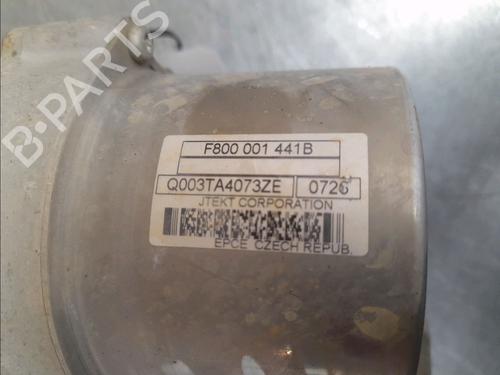 B-PARTS
F800 001 441B
Q003TA4073ZE 0726
JTEKT CORPORATION
EPCE CZECH REPUB.